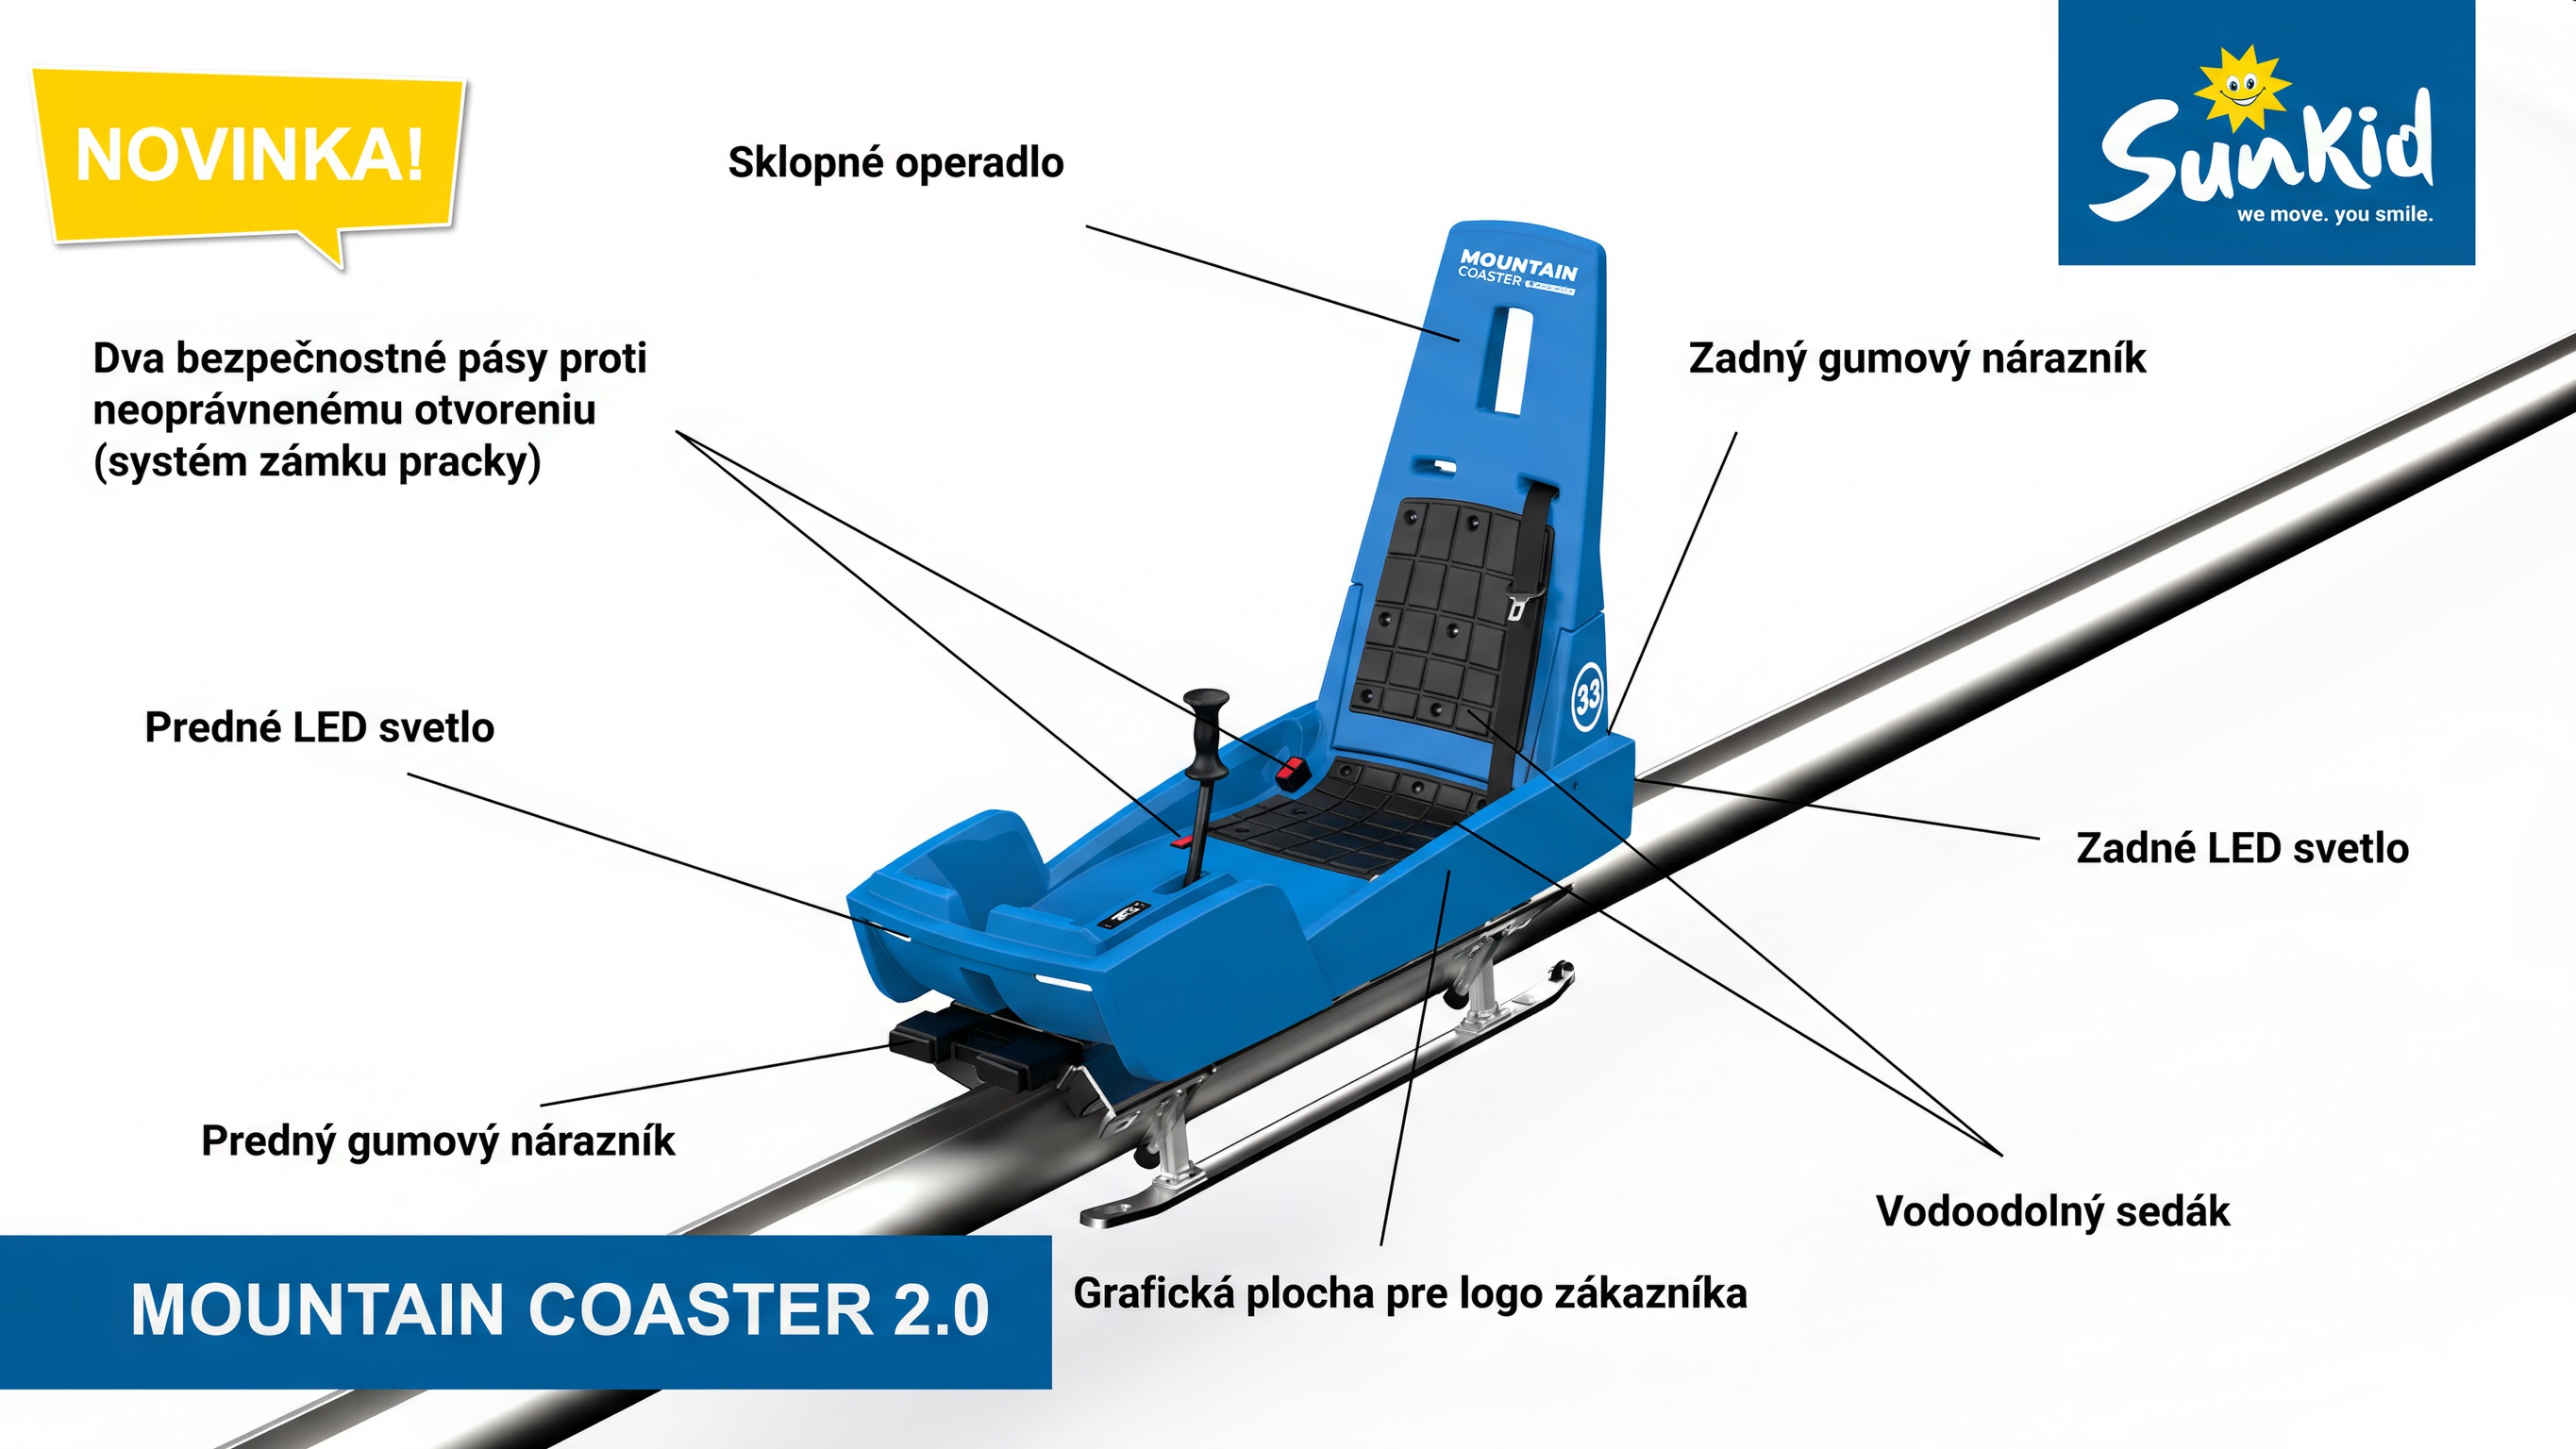 NOVINKA!
Sunkid
we move. you smile.
Sklopné operadlo
MOUNTAIN
COASTER
Dva bezpečnostné pásy proti
neoprávnenému otvoreniu
(systém zámku pracky)
Zadný gumový nárazník
33
Predné LED svetlo
Zadné LED svetlo
Predný gumový nárazník
Vodoodolný sedák
Grafická plocha pre logo zákazníka
MOUNTAIN COASTER 2.0